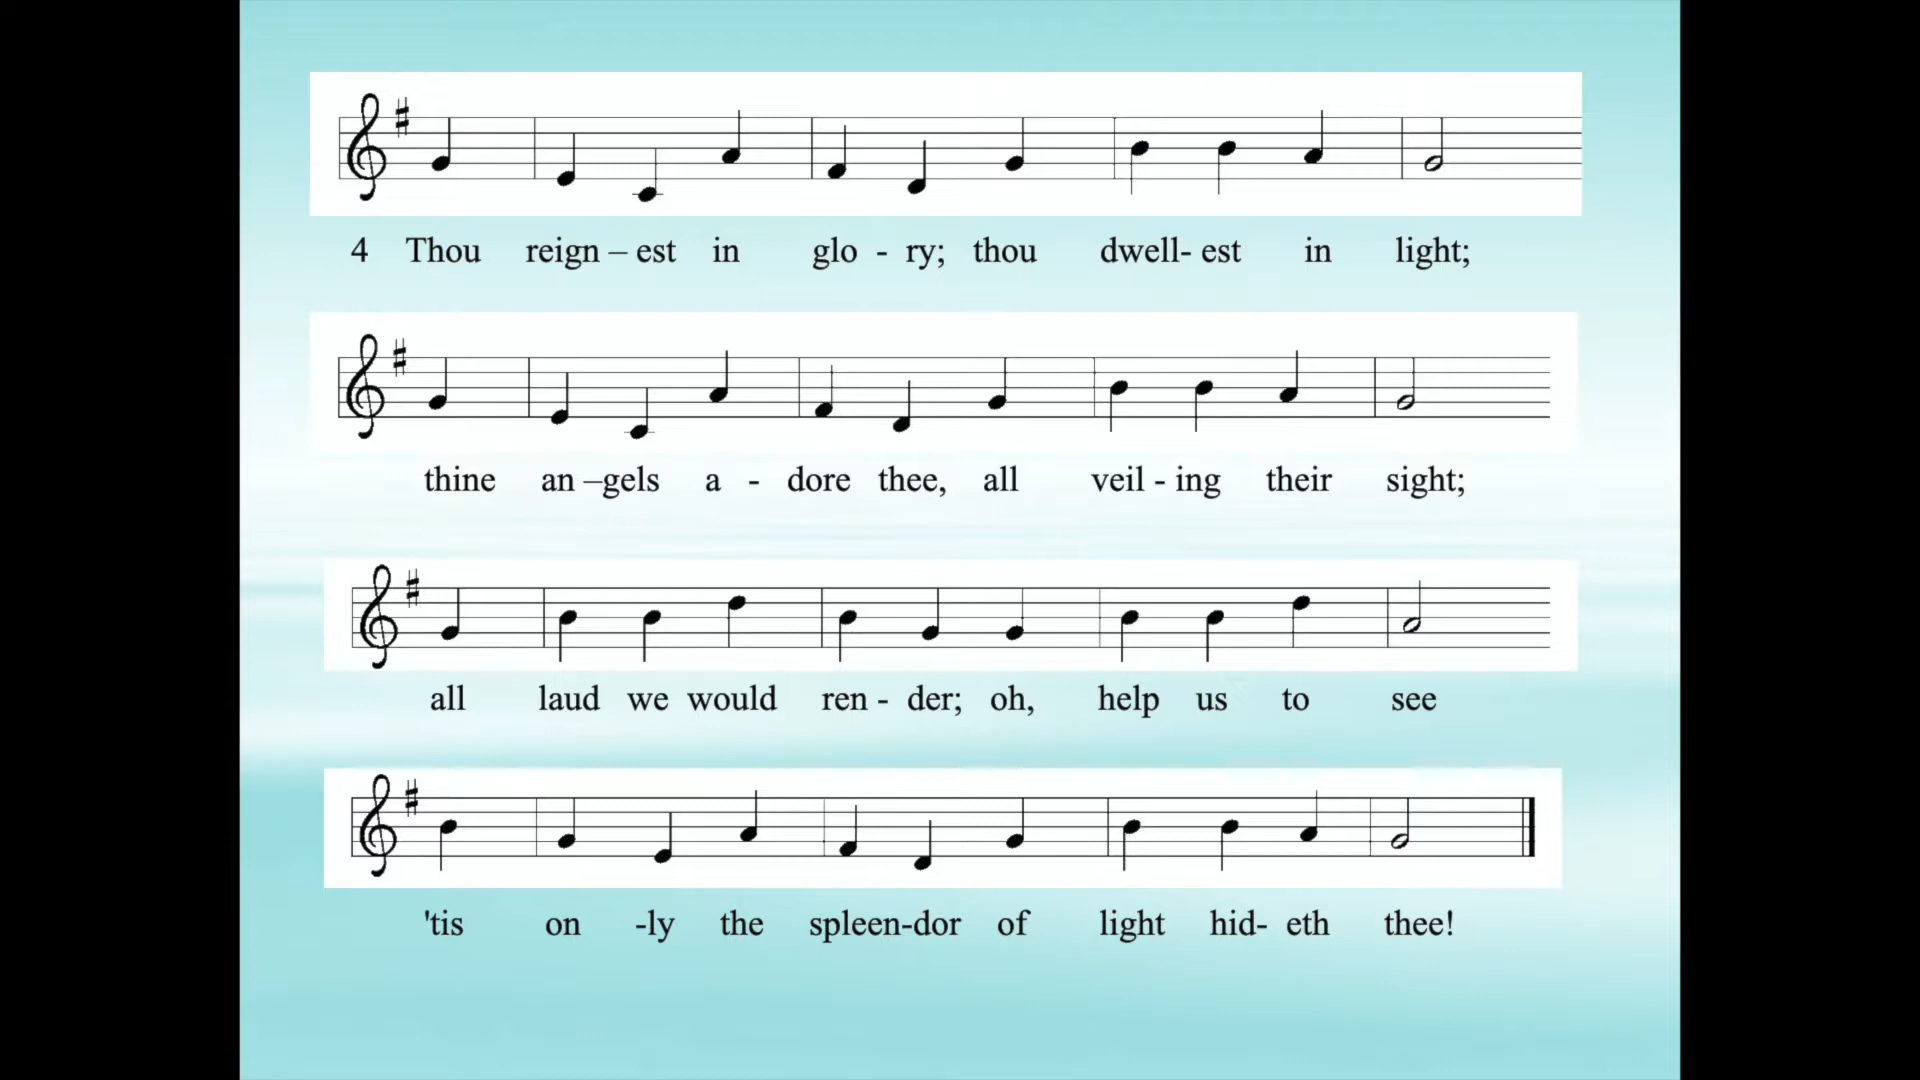 4 Thou reign – est in glo - ry; thou dwell- est in light;
thine an –gels a - dore thee, all veil - ing their sight;
all laud we would ren - der; oh, help us to see
'tis on -ly the spleen-dor of light hid- eth thee!